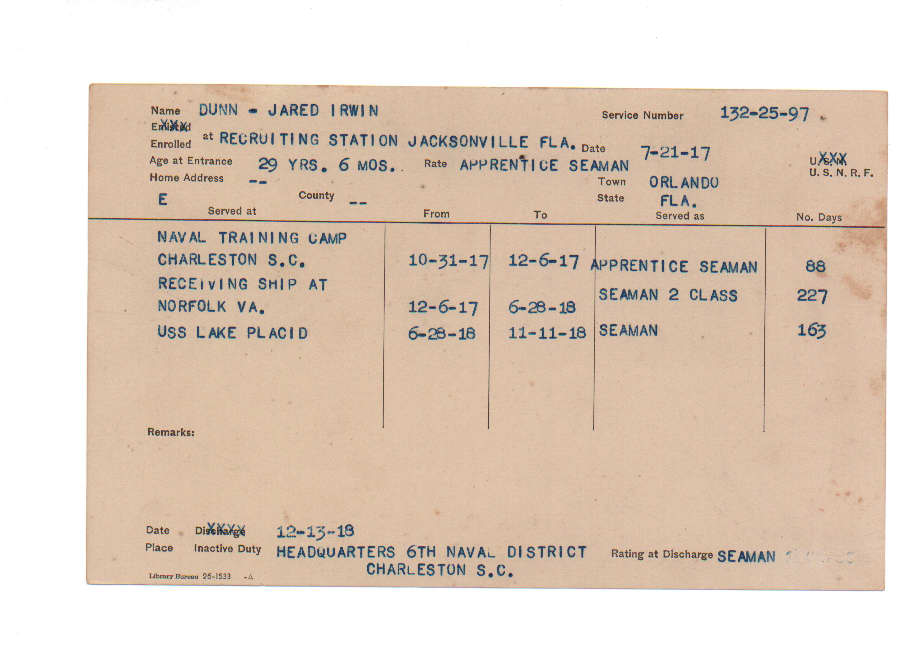 Name DUNN - JARED IRWIN Service Number 132-25-97
Enlisted
Enrolled at RECRUITING STATION JACKSONVILLE FLA. Date 7-21-17
U.S.N. XXX
U. S. N. R. F.
Age at Entrance 29 YRS. 6 MOS.. Rate APPRENTICE SEAMAN
Home Address -- Town ORLANDO
E County -- State FLA.
Served at From To Served as No. Days
NAVAL TRAINING CAMP
CHARLESTON S.C. 10-31-17 12-6-17 APPRENTICE SEAMAN 88
RECEIVING SHIP AT
NORFOLK VA. 12-6-17 6-28-18 SEAMAN 2 CLASS 227
USS LAKE PLACID 6-28-18 11-11-18 SEAMAN 163
Remarks:
Date Discharge XXXX 12-13-18
Place Inactive Duty HEADQUARTERS 6TH NAVAL DISTRICT Rating at Discharge SEAMAN
CHARLESTON S.C.
Library Bureau 26-1533 -A